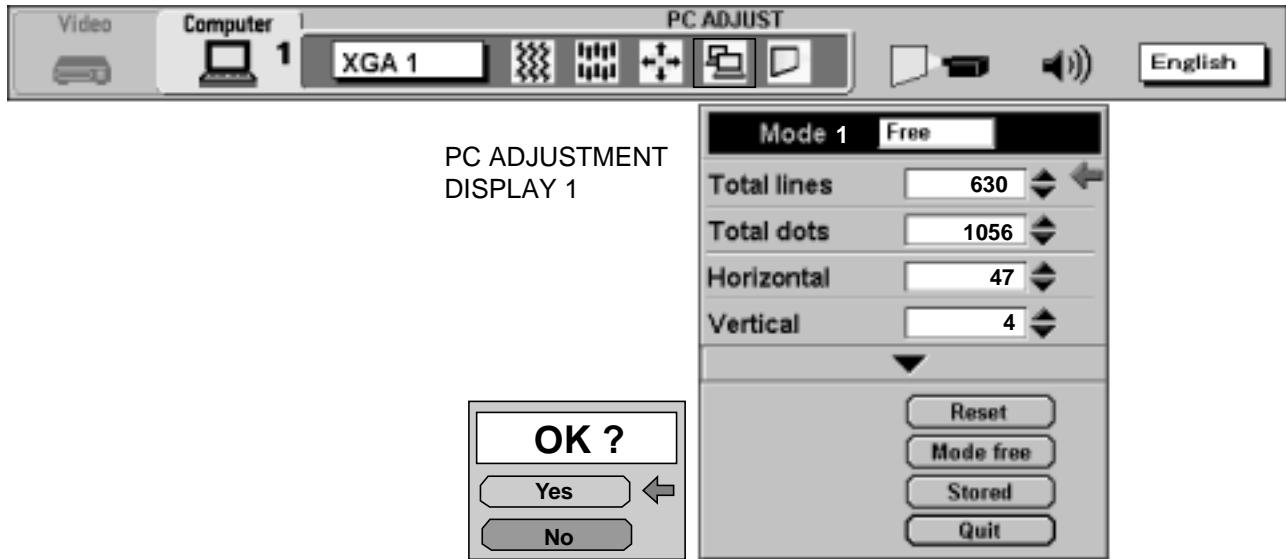 Video
Computer
1
PC ADJUST
XGA 1
English
PC ADJUSTMENT
DISPLAY 1
Mode 1 Free
Total lines 630
Total dots 1056
Horizontal 47
Vertical 4
Reset
Mode free
Stored
Quit
OK ?
Yes
No